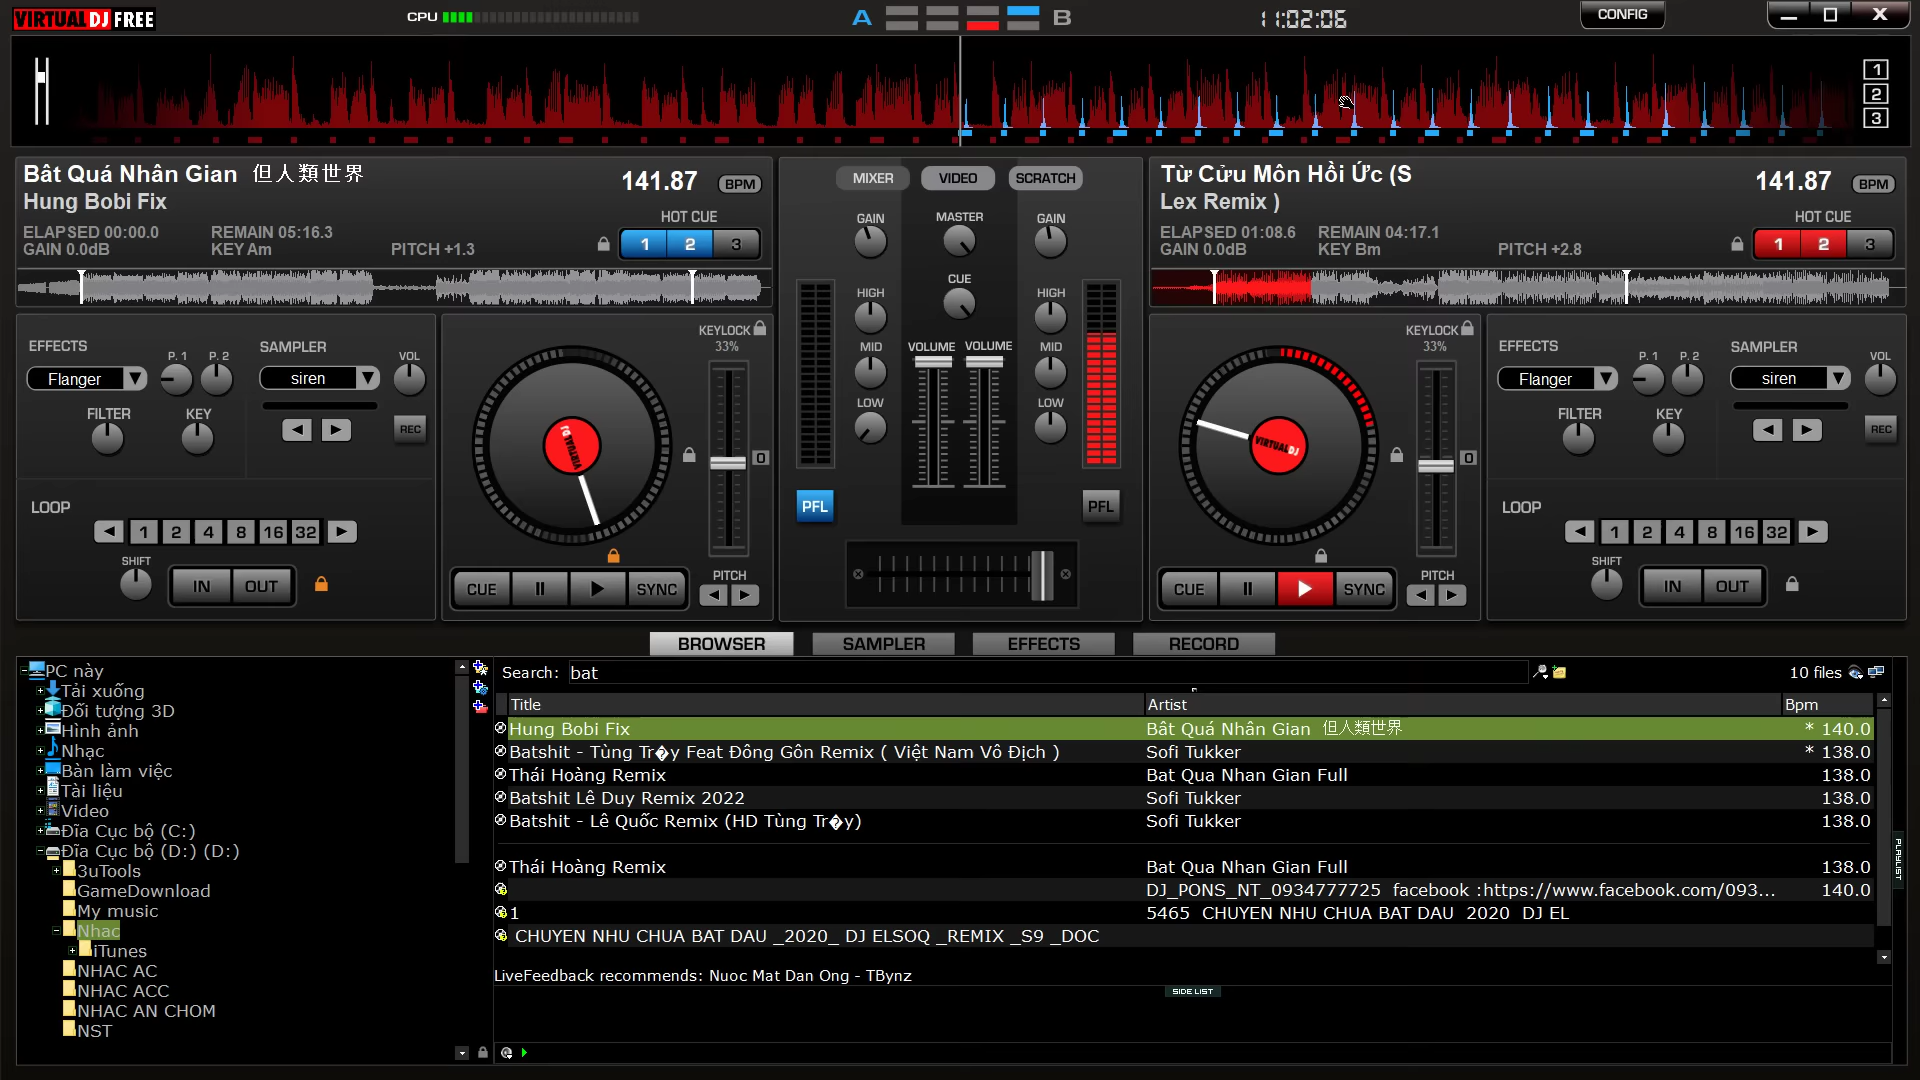 VIRTUAL DJ FREE
CPU
A B
11:02:06
CONFIG
1
2
3
Bât Quá Nhân Gian 但人類世界
Hung Bobi Fix
141.87 BPM
HOT CUE
ELAPSED 00:00.0 REMAIN 05:16.3
GAIN 0.0dB KEY Am PITCH +1.3
1 2 3
MIXER VIDEO SCRATCH
GAIN MASTER GAIN
CUE
HIGH HIGH
MID VOLUME VOLUME MID
LOW LOW
PFL PFL
Từ Cửu Môn Hồi Ức (S
Lex Remix )
141.87 BPM
HOT CUE
ELAPSED 01:08.6 REMAIN 04:17.1
GAIN 0.0dB KEY Bm PITCH +2.8
1 2 3
EFFECTS P. 1 P. 2 SAMPLER VOL
Flanger siren
FILTER KEY REC
LOOP
1 2 4 8 16 32
SHIFT
IN OUT
KEYLOCK
33%
0
VIRTUAL DJ
CUE SYNC
PITCH
KEYLOCK
33%
0
VIRTUAL DJ
CUE SYNC
PITCH
EFFECTS P. 1 P. 2 SAMPLER VOL
Flanger siren
FILTER KEY REC
LOOP
1 2 4 8 16 32
SHIFT
IN OUT
BROWSER SAMPLER EFFECTS RECORD
PC này
Tải xuống
Đối tượng 3D
Hình ảnh
Nhạc
Bàn làm việc
Tài liệu
Video
Đĩa Cục bộ (C:)
Đĩa Cục bộ (D:) (D:)
3uTools
GameDownload
My music
Nhac
iTunes
NHAC AC
NHAC ACC
NHAC AN CHOM
NST
Search: bat 10 files
Title Artist Bpm
Hung Bobi Fix Bât Quá Nhân Gian 但人類世界 * 140.0
Batshit - Tùng Tr�y Feat Đông Gôn Remix ( Việt Nam Vô Địch ) Sofi Tukker * 138.0
Thái Hoàng Remix Bat Qua Nhan Gian Full 138.0
Batshit Lê Duy Remix 2022 Sofi Tukker 138.0
Batshit - Lê Quốc Remix (HD Tùng Tr�y) Sofi Tukker 138.0
Thái Hoàng Remix Bat Qua Nhan Gian Full 138.0
DJ_PONS_NT_0934777725 facebook :https://www.facebook.com/093... 140.0
1 5465 CHUYEN NHU CHUA BAT DAU 2020 DJ EL
CHUYEN NHU CHUA BAT DAU _2020_ DJ ELSOQ _REMIX _S9 _DOC
LiveFeedback recommends: Nuoc Mat Dan Ong - TBynz
SIDE LIST
PLAYLIST